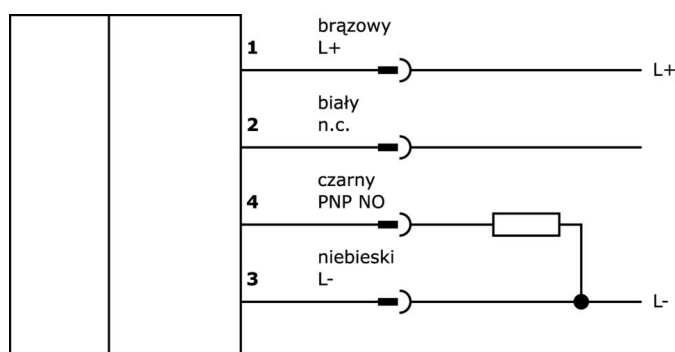 brązowy
1 L+
L+
biały
2 n.c.
czarny
4 PNP NO
niebieski
3 L-
L-